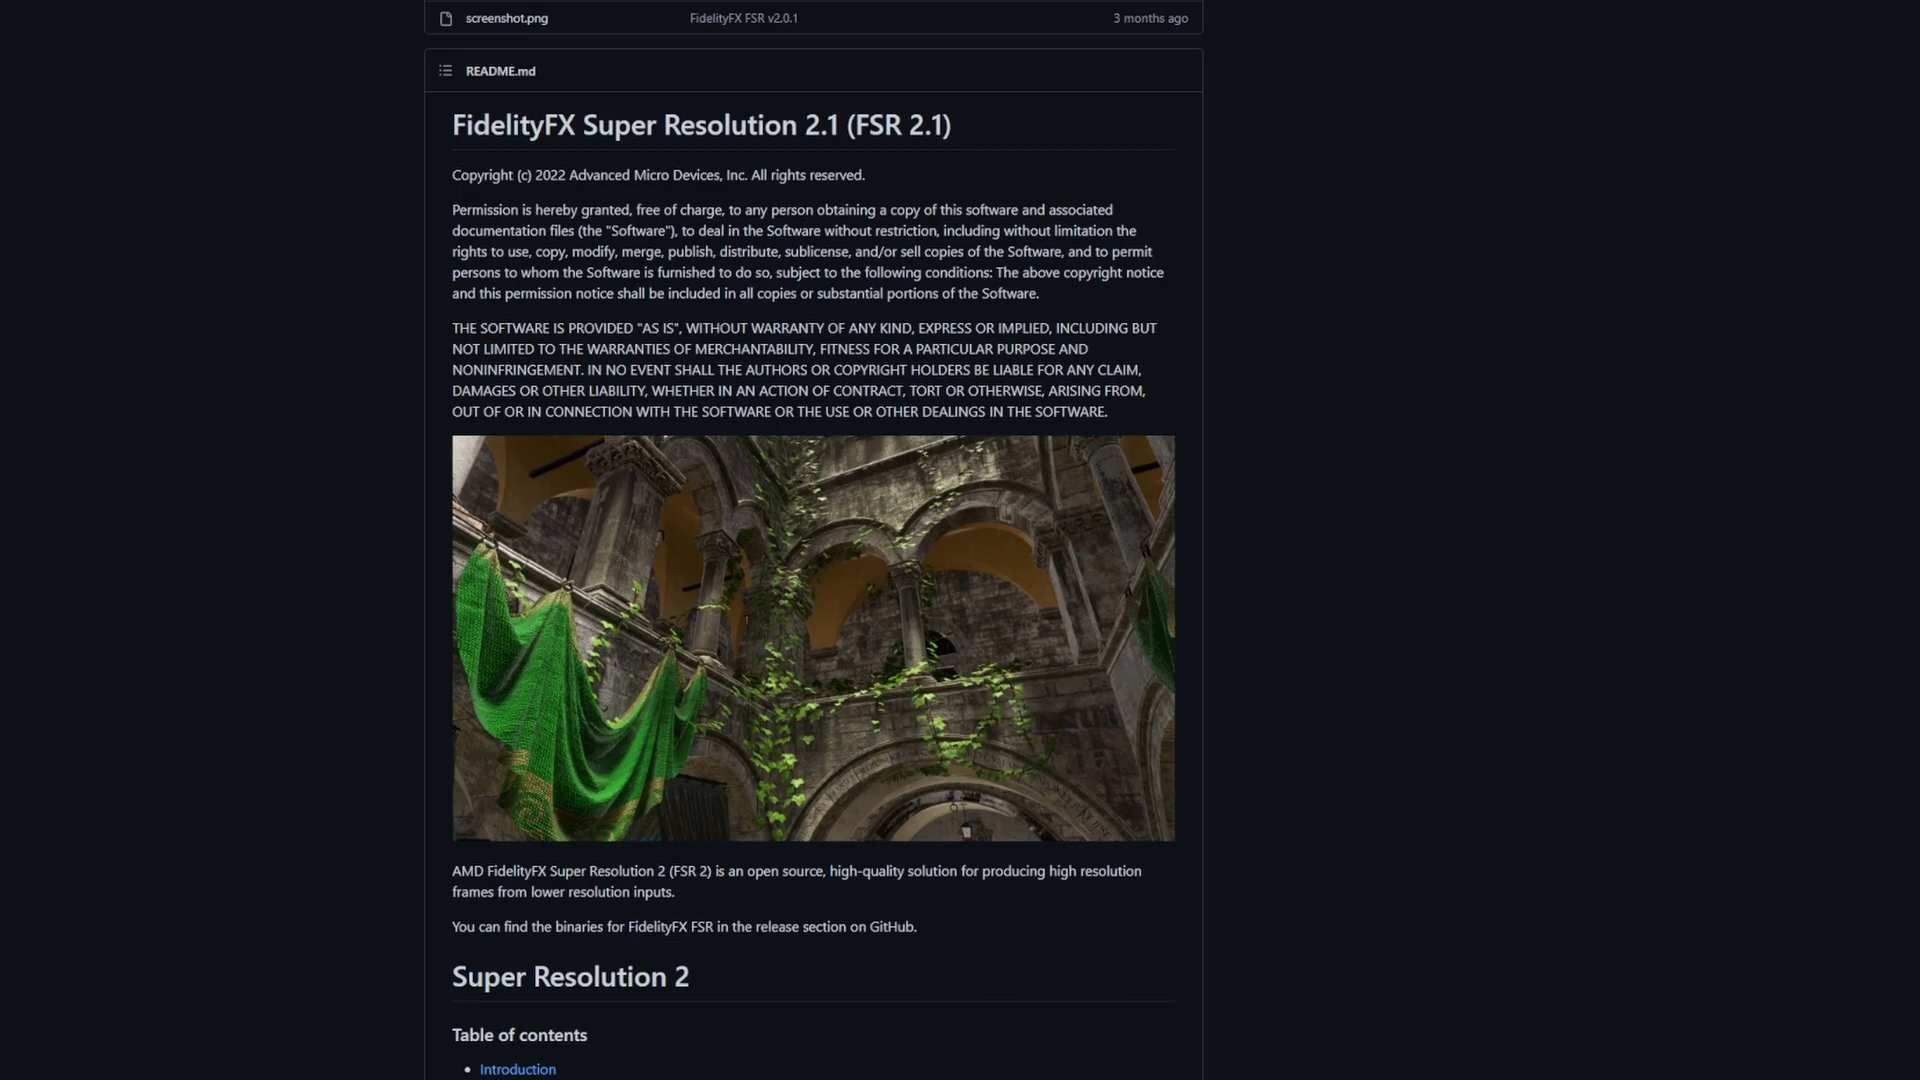 screenshot.png FidelityFX FSR v2.0.1 3 months ago
README.md
FidelityFX Super Resolution 2.1 (FSR 2.1)
Copyright (c) 2022 Advanced Micro Devices, Inc. All rights reserved.
Permission is hereby granted, free of charge, to any person obtaining a copy of this software and associated
documentation files (the "Software"), to deal in the Software without restriction, including without limitation the
rights to use, copy, modify, merge, publish, distribute, sublicense, and/or sell copies of the Software, and to permit
persons to whom the Software is furnished to do so, subject to the following conditions: The above copyright notice
and this permission notice shall be included in all copies or substantial portions of the Software.
THE SOFTWARE IS PROVIDED "AS IS", WITHOUT WARRANTY OF ANY KIND, EXPRESS OR IMPLIED, INCLUDING BUT
NOT LIMITED TO THE WARRANTIES OF MERCHANTABILITY, FITNESS FOR A PARTICULAR PURPOSE AND
NONINFRINGEMENT. IN NO EVENT SHALL THE AUTHORS OR COPYRIGHT HOLDERS BE LIABLE FOR ANY CLAIM,
DAMAGES OR OTHER LIABILITY, WHETHER IN AN ACTION OF CONTRACT, TORT OR OTHERWISE, ARISING FROM,
OUT OF OR IN CONNECTION WITH THE SOFTWARE OR THE USE OR OTHER DEALINGS IN THE SOFTWARE.
AMD FidelityFX Super Resolution 2 (FSR 2) is an open source, high-quality solution for producing high resolution
frames from lower resolution inputs.
You can find the binaries for FidelityFX FSR in the release section on GitHub.
Super Resolution 2
Table of contents
• Introduction